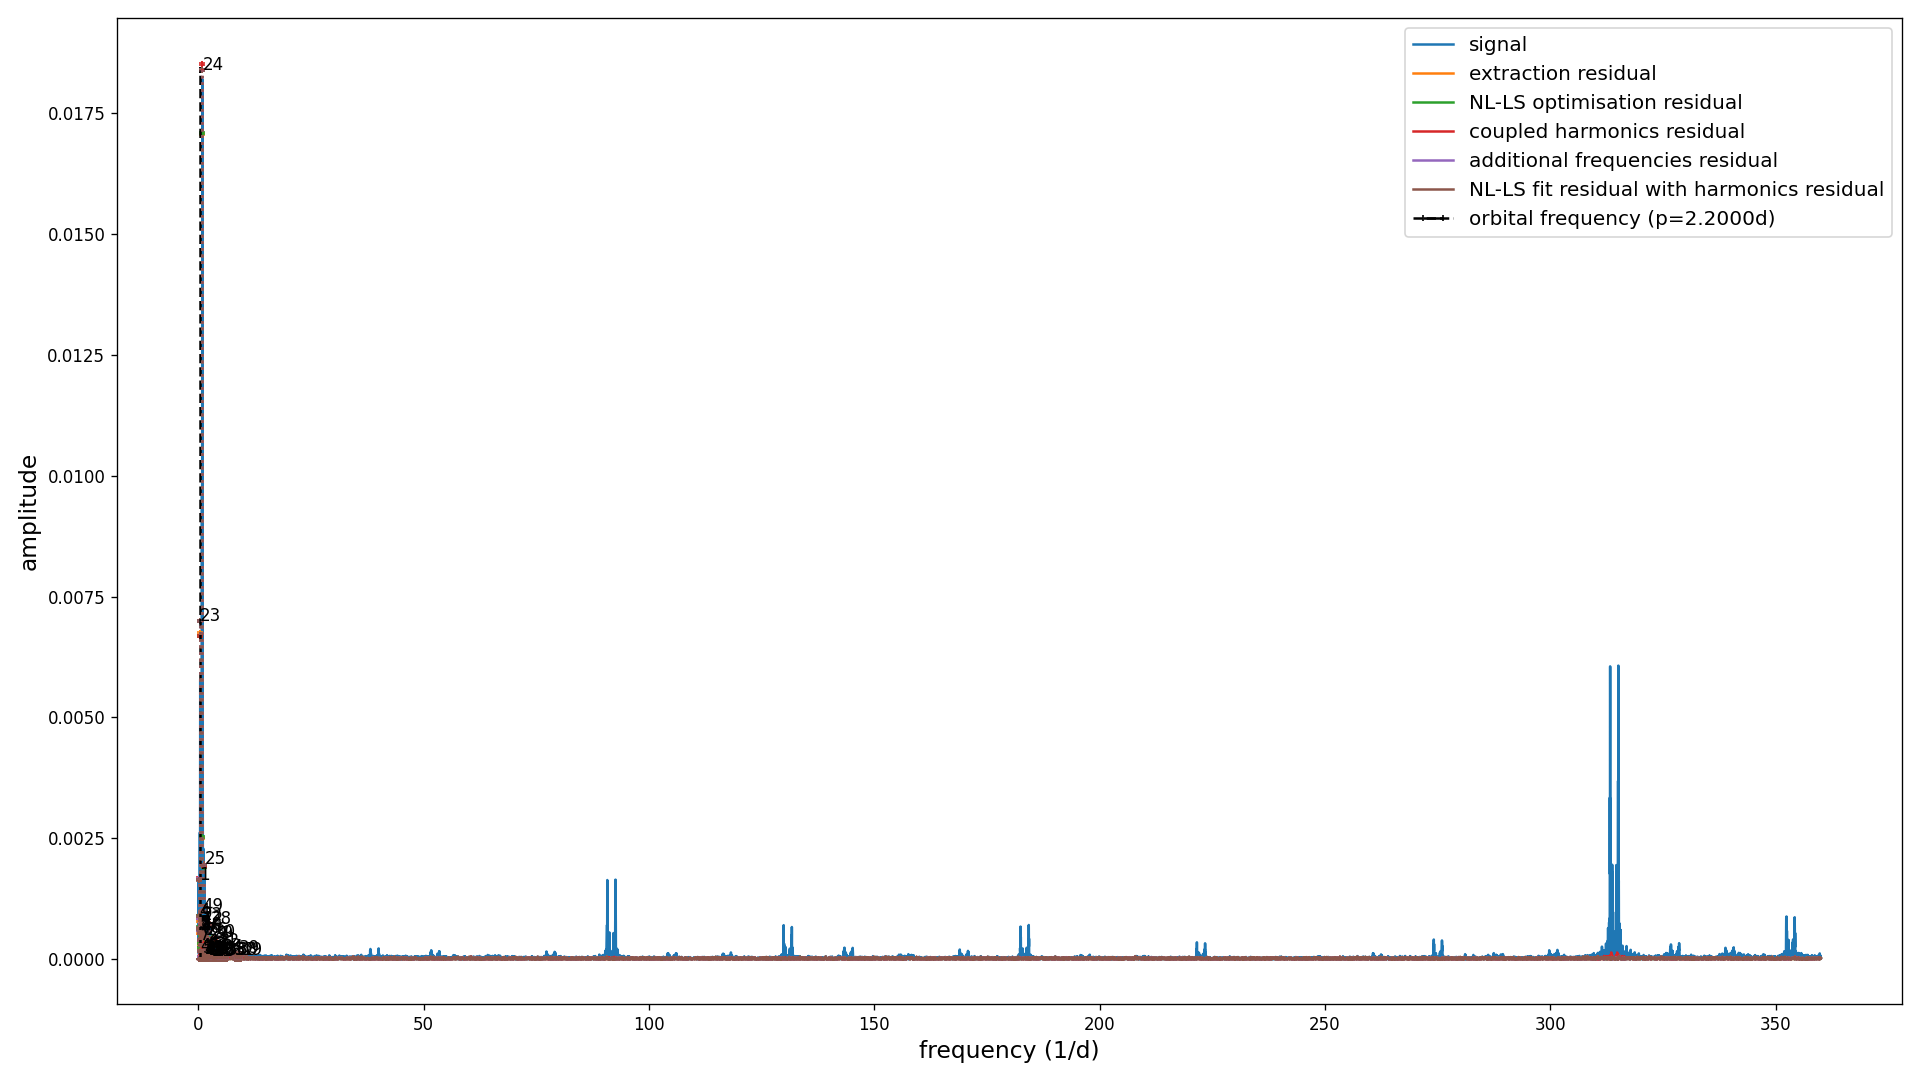 signal
extraction residual
NL-LS optimisation residual
coupled harmonics residual
additional frequencies residual
NL-LS fit residual with harmonics residual
orbital frequency (p=2.2000d)
24
23
25
1
49
0.0175
0.0150
0.0125
0.0100
0.0075
0.0050
0.0025
0.0000
amplitude
0
50
100
150
200
250
300
350
frequency (1/d)